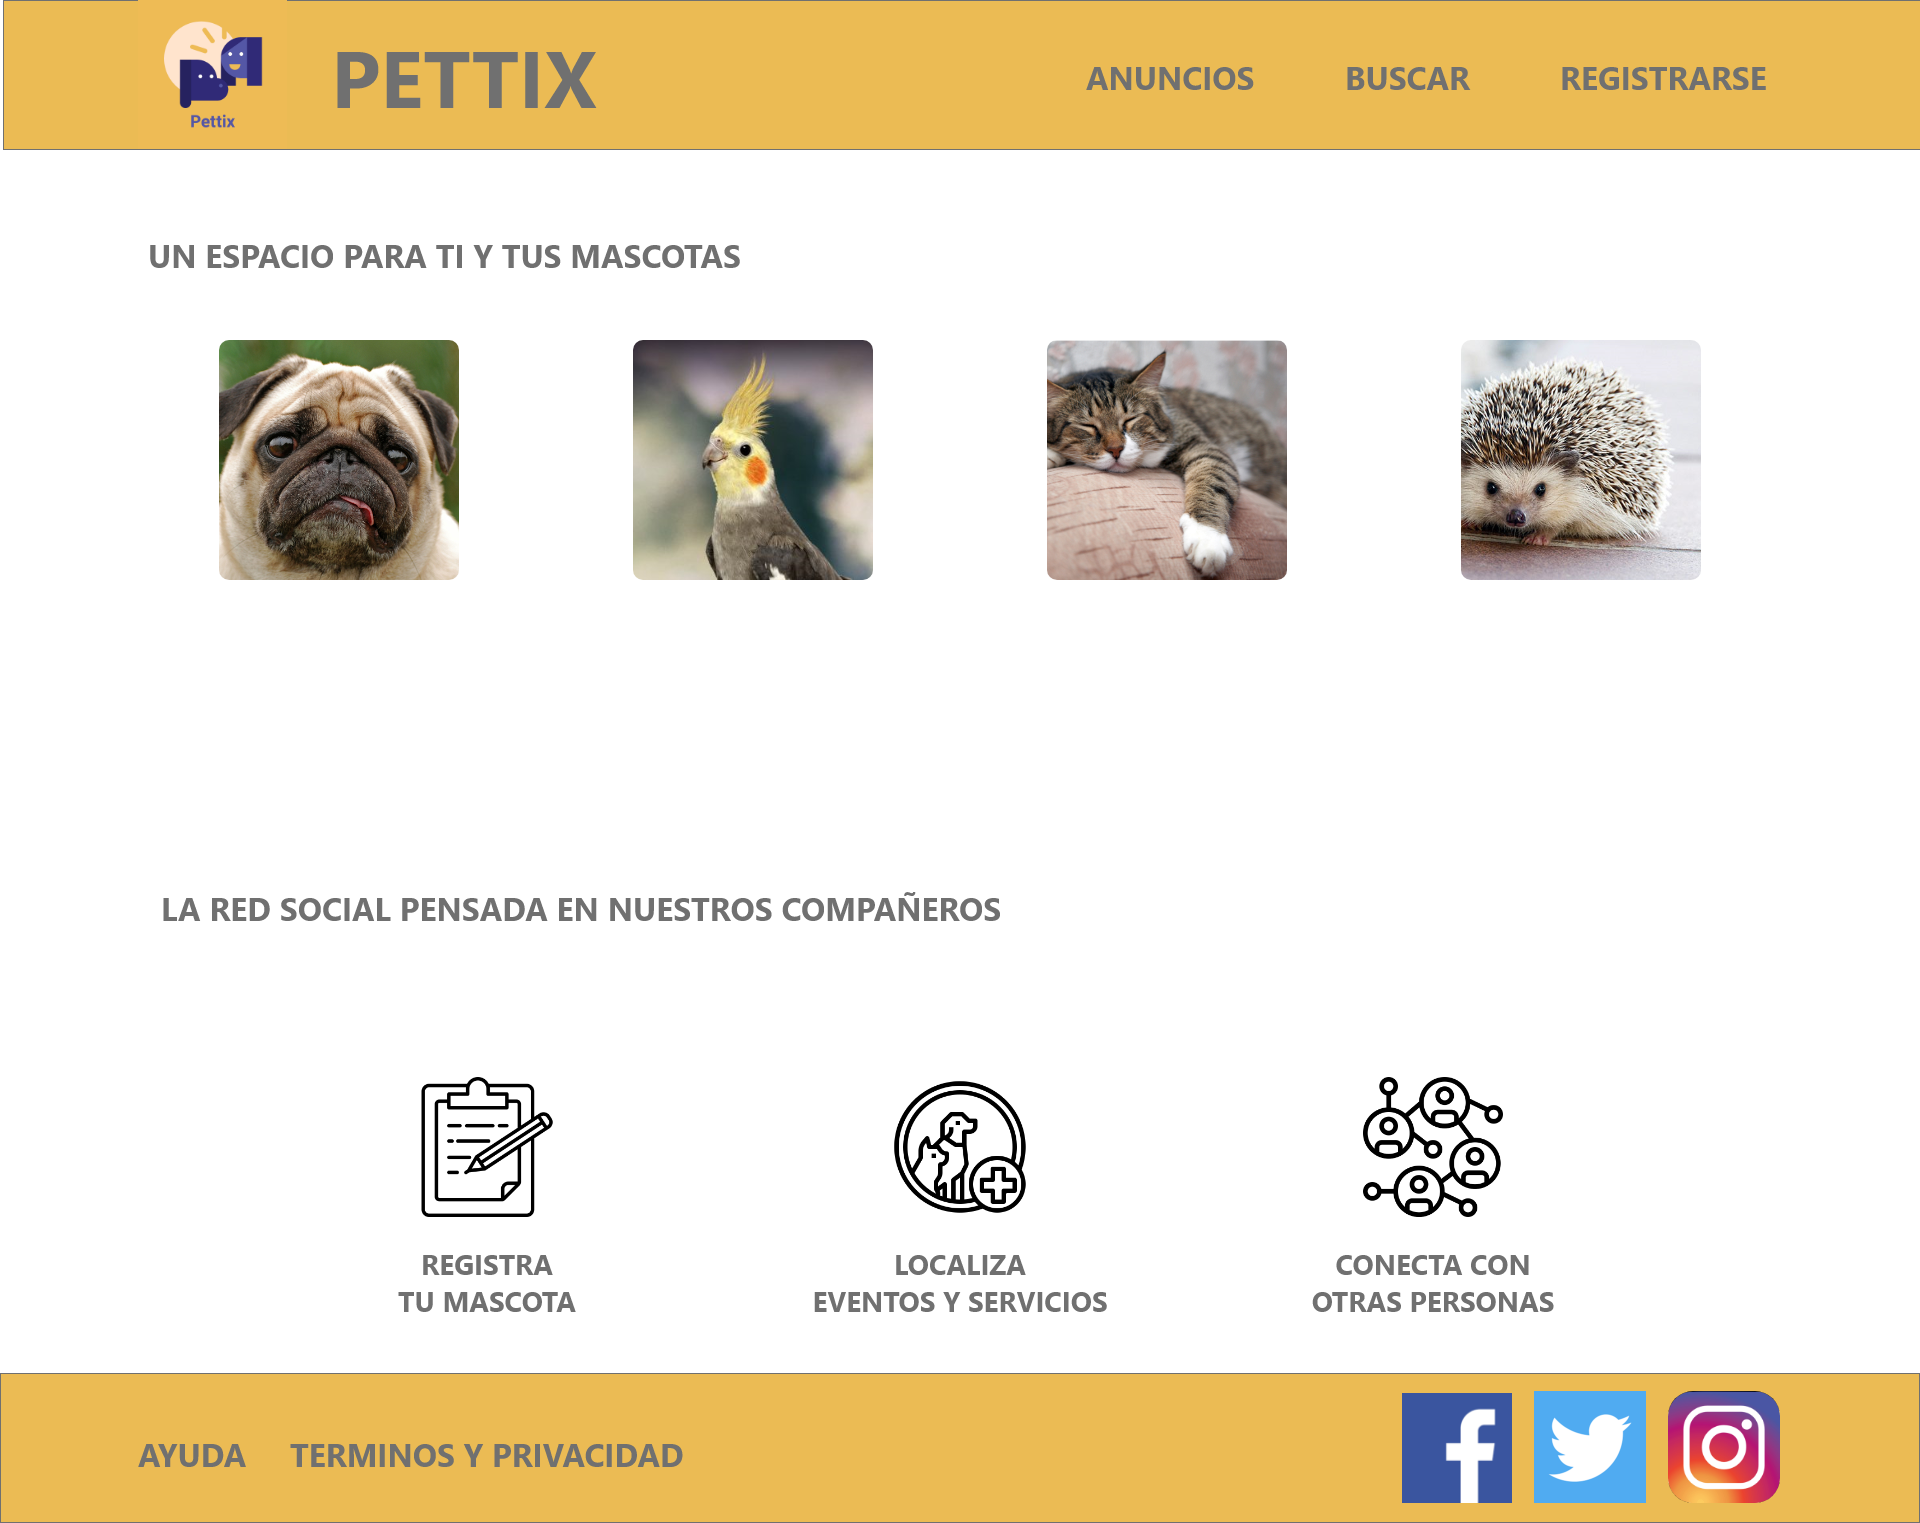 Pettix
PETTIX
ANUNCIOS
BUSCAR
REGISTRARSE
UN ESPACIO PARA TI Y TUS MASCOTAS
LA RED SOCIAL PENSADA EN NUESTROS COMPAÑEROS
REGISTRA
TU MASCOTA
LOCALIZA
EVENTOS Y SERVICIOS
CONECTA CON
OTRAS PERSONAS
AYUDA
TERMINOS Y PRIVACIDAD